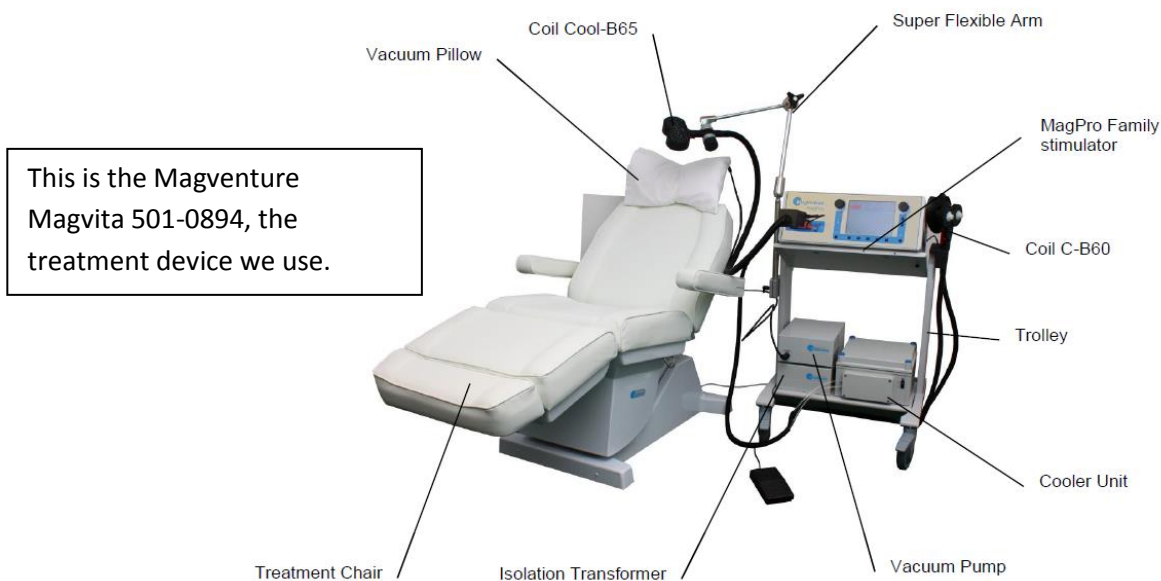 Coil Cool-B65
Super Flexible Arm
Vacuum Pillow
MagPro Family
stimulator
This is the Magventure
Magvita 501-0894, the
treatment device we use.
Coil C-B60
Trolley
Cooler Unit
Treatment Chair
Isolation Transformer
Vacuum Pump